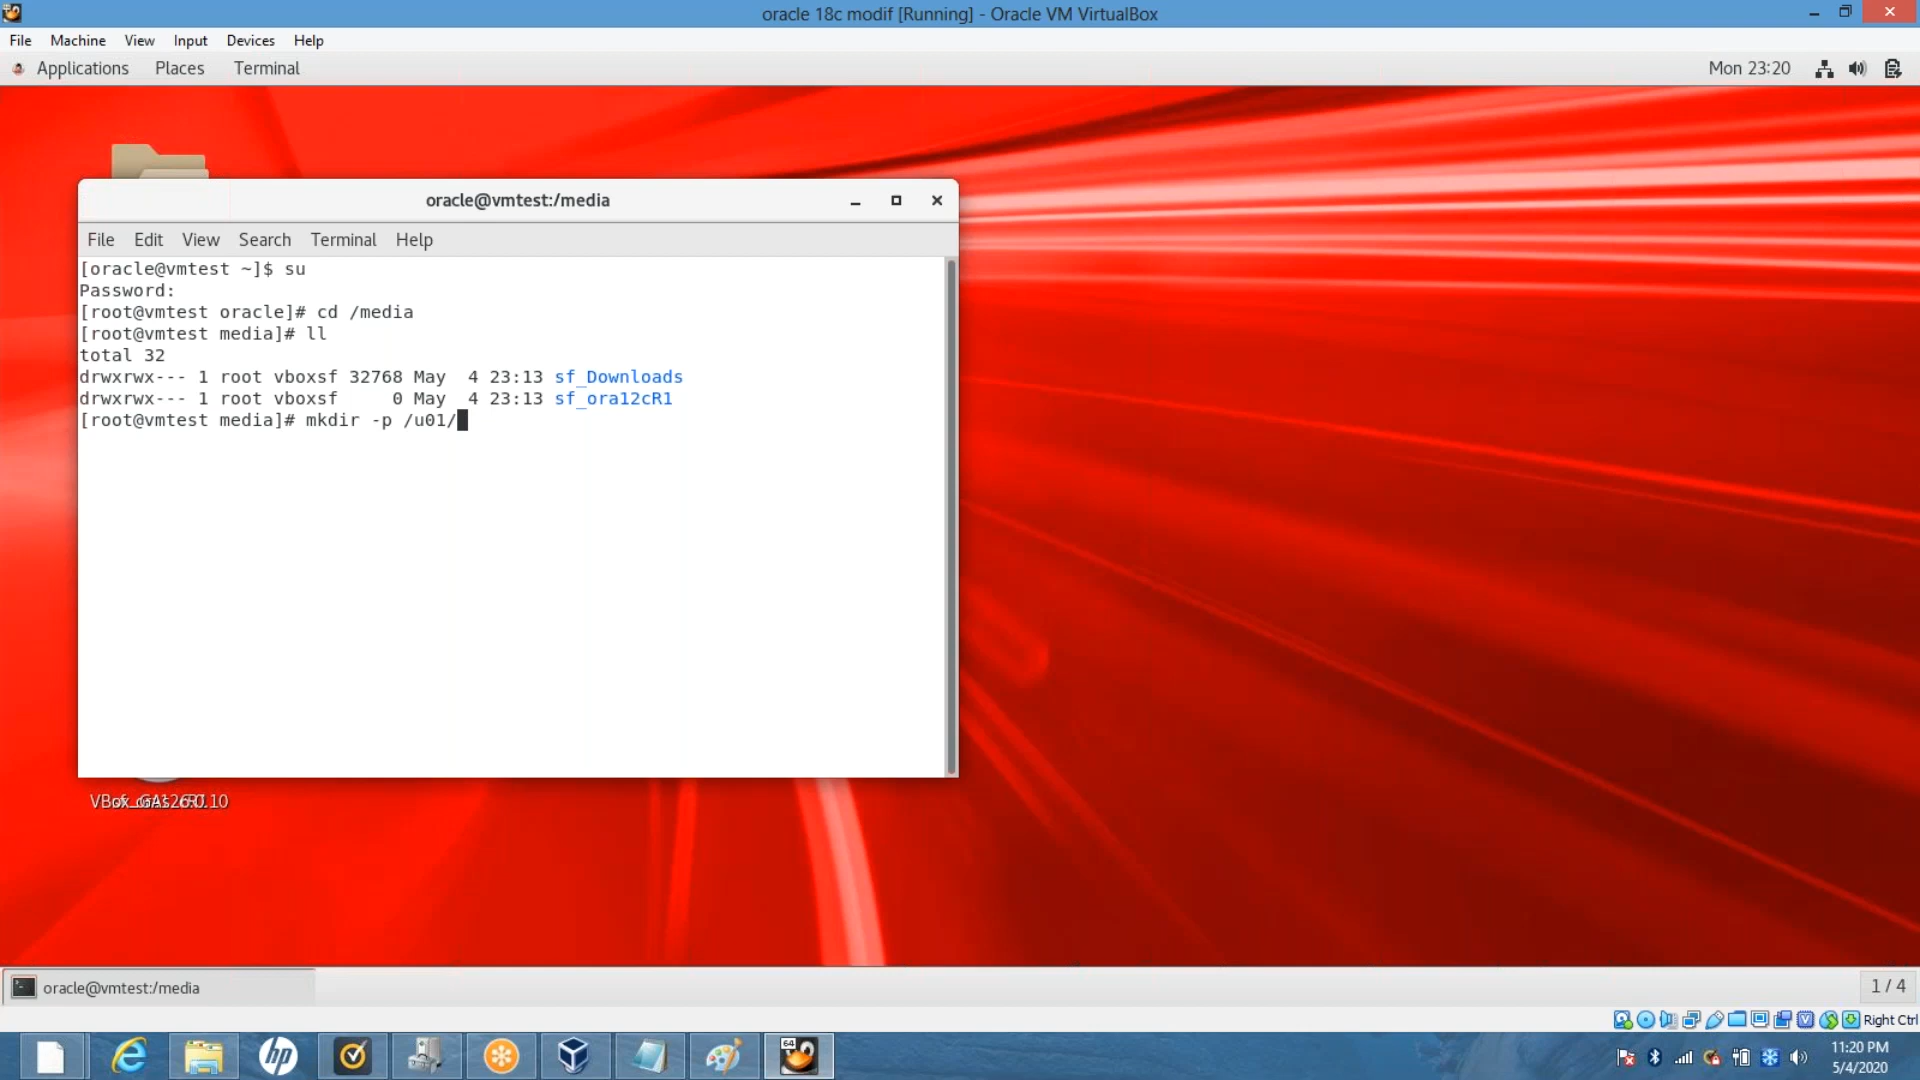 oracle 18c modif [Running] - Oracle VM VirtualBox
File Machine View Input Devices Help
Applications Places Terminal Mon 23:20
oracle@vmtest:/media
File Edit View Search Terminal Help
[oracle@vmtest ~]$ su
Password:
[root@vmtest oracle]# cd /media
[root@vmtest media]# ll
total 32
drwxrwx--- 1 root vboxsf 32768 May  4 23:13 sf_Downloads
drwxrwx--- 1 root vboxsf     0 May  4 23:13 sf_ora12cR1
[root@vmtest media]# mkdir -p /u01/
oracle@vmtest:/media
1 / 4
Right Ctrl
hp
64
11:20 PM
5/4/2020